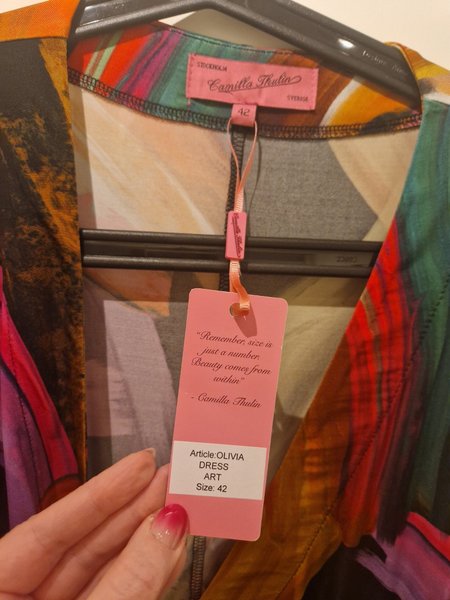 STOCKHOLM
Camilla Thulin
SVERIGE
42
Camilla Thulin
"Remember, size is
just a number.
Beauty comes from
within"
- Camilla Thulin
Article:OLIVIA
DRESS
ART
Size: 42